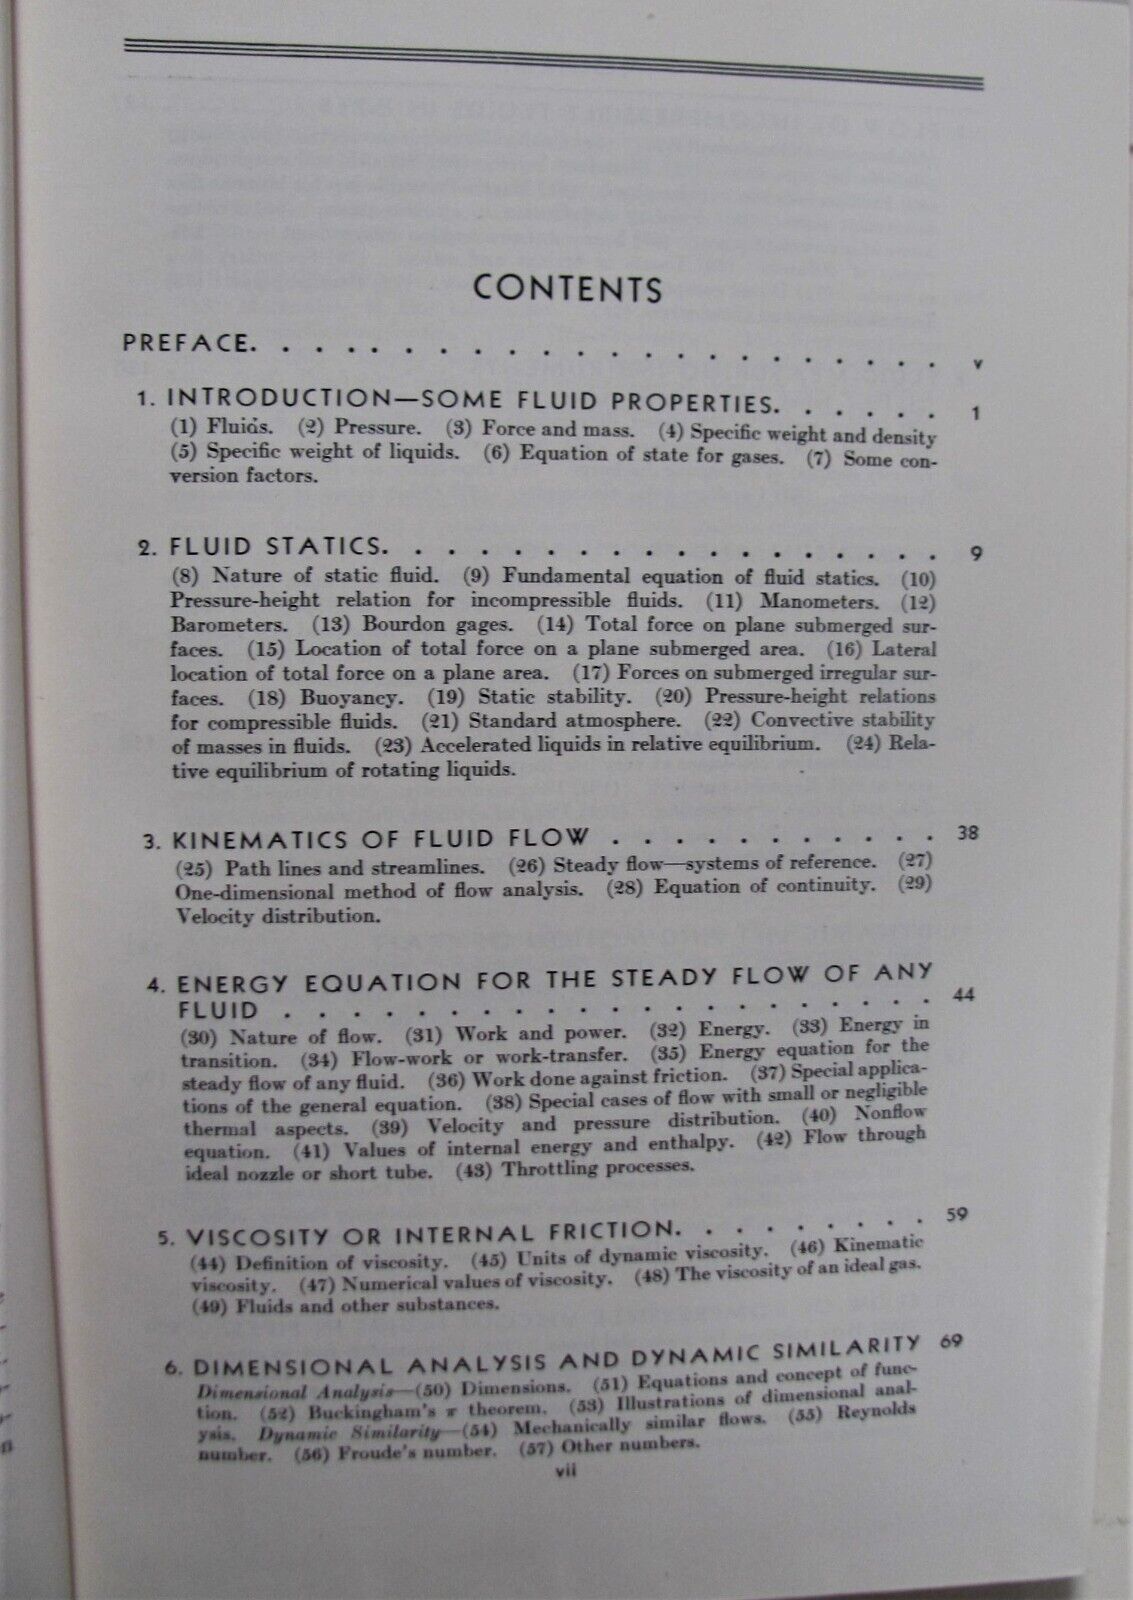 CONTENTS
PREFACE. . . . . . . . . . . . . . . . . . . . . v
1. INTRODUCTION—SOME FLUID PROPERTIES. . . . . . 1
(1) Fluids. (2) Pressure. (3) Force and mass. (4) Specific weight and density
(5) Specific weight of liquids. (6) Equation of state for gases. (7) Some con-
version factors.
2. FLUID STATICS. . . . . . . . . . . . . . . . . 9
(8) Nature of static fluid. (9) Fundamental equation of fluid statics. (10)
Pressure-height relation for incompressible fluids. (11) Manometers. (12)
Barometers. (13) Bourdon gages. (14) Total force on plane submerged sur-
faces. (15) Location of total force on a plane submerged area. (16) Lateral
location of total force on a plane area. (17) Forces on submerged irregular sur-
faces. (18) Buoyancy. (19) Static stability. (20) Pressure-height relations
for compressible fluids. (21) Standard atmosphere. (22) Convective stability
of masses in fluids. (23) Accelerated liquids in relative equilibrium. (24) Rela-
tive equilibrium of rotating liquids.
3. KINEMATICS OF FLUID FLOW . . . . . . . . . . 38
(25) Path lines and streamlines. (26) Steady flow—systems of reference. (27)
One-dimensional method of flow analysis. (28) Equation of continuity. (29)
Velocity distribution.
4. ENERGY EQUATION FOR THE STEADY FLOW OF ANY
FLUID . . . . . . . . . . . . . . . . . . . . 44
(30) Nature of flow. (31) Work and power. (32) Energy. (33) Energy in
transition. (34) Flow-work or work-transfer. (35) Energy equation for the
steady flow of any fluid. (36) Work done against friction. (37) Special applica-
tions of the general equation. (38) Special cases of flow with small or negligible
thermal aspects. (39) Velocity and pressure distribution. (40) Nonflow
equation. (41) Values of internal energy and enthalpy. (42) Flow through
ideal nozzle or short tube. (43) Throttling processes.
5. VISCOSITY OR INTERNAL FRICTION. . . . . . . . 59
(44) Definition of viscosity. (45) Units of dynamic viscosity. (46) Kinematic
viscosity. (47) Numerical values of viscosity. (48) The viscosity of an ideal gas.
(49) Fluids and other substances.
6. DIMENSIONAL ANALYSIS AND DYNAMIC SIMILARITY 69
Dimensional Analysis—(50) Dimensions. (51) Equations and concept of func-
tion. (52) Buckingham's π theorem. (53) Illustrations of dimensional anal-
ysis. Dynamic Similarity—(54) Mechanically similar flows. (55) Reynolds
number. (56) Froude's number. (57) Other numbers.
vii